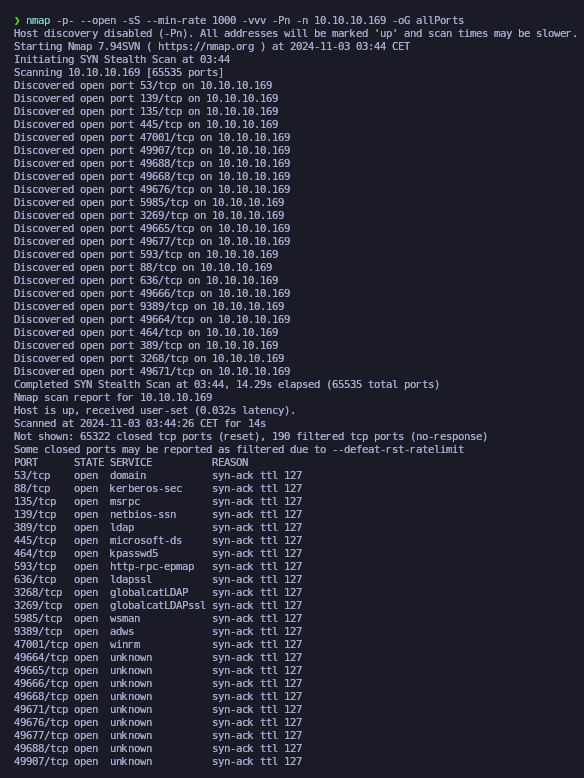 ❯ nmap -p- --open -sS --min-rate 1000 -vvv -Pn -n 10.10.10.169 -oG allPorts
Host discovery disabled (-Pn). All addresses will be marked 'up' and scan times may be slower.
Starting Nmap 7.94SVN ( https://nmap.org ) at 2024-11-03 03:44 CET
Initiating SYN Stealth Scan at 03:44
Scanning 10.10.10.169 [65535 ports]
Discovered open port 53/tcp on 10.10.10.169
Discovered open port 139/tcp on 10.10.10.169
Discovered open port 135/tcp on 10.10.10.169
Discovered open port 445/tcp on 10.10.10.169
Discovered open port 47001/tcp on 10.10.10.169
Discovered open port 49907/tcp on 10.10.10.169
Discovered open port 49688/tcp on 10.10.10.169
Discovered open port 49668/tcp on 10.10.10.169
Discovered open port 49676/tcp on 10.10.10.169
Discovered open port 5985/tcp on 10.10.10.169
Discovered open port 3269/tcp on 10.10.10.169
Discovered open port 49665/tcp on 10.10.10.169
Discovered open port 49677/tcp on 10.10.10.169
Discovered open port 593/tcp on 10.10.10.169
Discovered open port 88/tcp on 10.10.10.169
Discovered open port 636/tcp on 10.10.10.169
Discovered open port 49666/tcp on 10.10.10.169
Discovered open port 9389/tcp on 10.10.10.169
Discovered open port 49664/tcp on 10.10.10.169
Discovered open port 464/tcp on 10.10.10.169
Discovered open port 389/tcp on 10.10.10.169
Discovered open port 3268/tcp on 10.10.10.169
Discovered open port 49671/tcp on 10.10.10.169
Completed SYN Stealth Scan at 03:44, 14.29s elapsed (65535 total ports)
Nmap scan report for 10.10.10.169
Host is up, received user-set (0.032s latency).
Scanned at 2024-11-03 03:44:26 CET for 14s
Not shown: 65322 closed tcp ports (reset), 190 filtered tcp ports (no-response)
Some closed ports may be reported as filtered due to --defeat-rst-ratelimit
PORT      STATE SERVICE          REASON
53/tcp    open  domain           syn-ack ttl 127
88/tcp    open  kerberos-sec     syn-ack ttl 127
135/tcp   open  msrpc            syn-ack ttl 127
139/tcp   open  netbios-ssn      syn-ack ttl 127
389/tcp   open  ldap             syn-ack ttl 127
445/tcp   open  microsoft-ds     syn-ack ttl 127
464/tcp   open  kpasswd5         syn-ack ttl 127
593/tcp   open  http-rpc-epmap   syn-ack ttl 127
636/tcp   open  ldapssl          syn-ack ttl 127
3268/tcp  open  globalcatLDAP    syn-ack ttl 127
3269/tcp  open  globalcatLDAPssl syn-ack ttl 127
5985/tcp  open  wsman            syn-ack ttl 127
9389/tcp  open  adws             syn-ack ttl 127
47001/tcp open  winrm            syn-ack ttl 127
49664/tcp open  unknown          syn-ack ttl 127
49665/tcp open  unknown          syn-ack ttl 127
49666/tcp open  unknown          syn-ack ttl 127
49668/tcp open  unknown          syn-ack ttl 127
49671/tcp open  unknown          syn-ack ttl 127
49676/tcp open  unknown          syn-ack ttl 127
49677/tcp open  unknown          syn-ack ttl 127
49688/tcp open  unknown          syn-ack ttl 127
49907/tcp open  unknown          syn-ack ttl 127